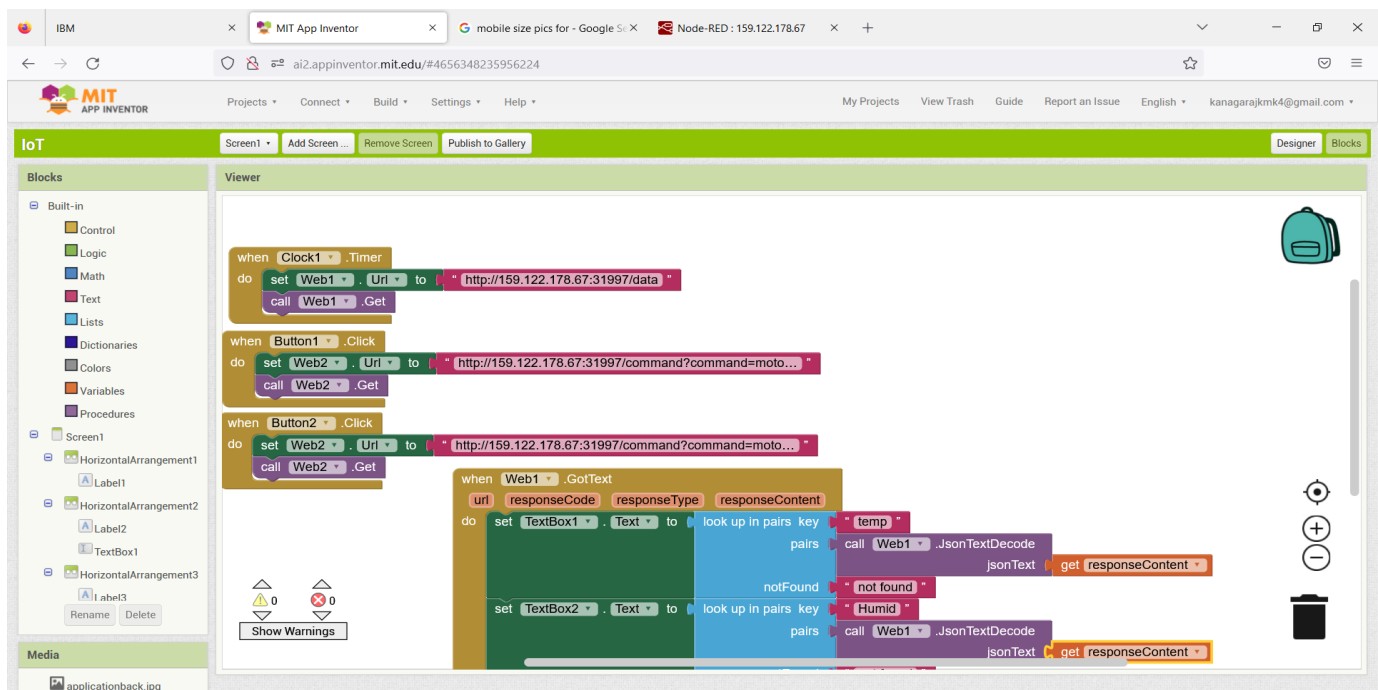 IBM
MIT App Inventor
mobile size pics for - Google Se
Node-RED : 159.122.178.67
ai2.appinventor.mit.edu/#4656348235956224
MIT
APP INVENTOR
Projects Connect Build Settings Help My Projects View Trash Guide Report an Issue English kanagarajkmk4@gmail.com
IoT Screen1 Add Screen ... Remove Screen Publish to Gallery Designer Blocks
Blocks
Built-in
Control
Logic
Math
Text
Lists
Dictionaries
Colors
Variables
Procedures
Screen1
HorizontalArrangement1
Label1
HorizontalArrangement2
Label2
TextBox1
HorizontalArrangement3
Label3
Rename Delete
Media
applicationback.jpg
Viewer
when Clock1 .Timer
do set Web1 . Url to " http://159.122.178.67:31997/data "
call Web1 .Get
when Button1 .Click
do set Web2 . Url to " http://159.122.178.67:31997/command?command=moto... "
call Web2 .Get
when Button2 .Click
do set Web2 . Url to " http://159.122.178.67:31997/command?command=moto... "
call Web2 .Get
when Web1 .GotText
url responseCode responseType responseContent
do set TextBox1 . Text to look up in pairs key " temp "
pairs call Web1 .JsonTextDecode
jsonText get responseContent
notFound " not found "
set TextBox2 . Text to look up in pairs key " Humid "
pairs call Web1 .JsonTextDecode
jsonText get responseContent
0 0
Show Warnings